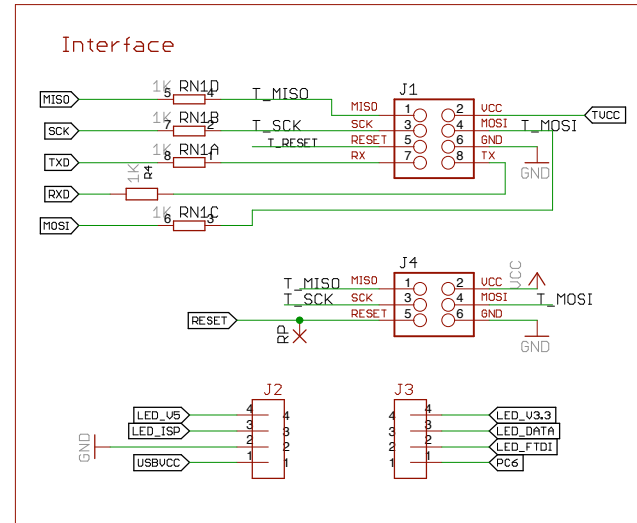 Interface
1K RN1D
J1
MISO 5 4 T_MISO MISO 1 2 VCC TVCC
1K RN1B
SCK 7 2 T_SCK SCK 3 4 MOSI T_MOSI
T_RESET RESET 5 6 GND
TXD 8 RN1A 1 RX 7 8 TX
GND
1K R4
RXD
1K RN1C
MOSI 6 3
J4
T_MISO MISO 1 2 VCC VCC
T_SCK SCK 3 4 MOSI T_MOSI
RESET RESET 5 6 GND
RP
GND
J2 J3
LED_V5 4 4 4 4 LED_V3.3
LED_ISP 3 3 3 3 LED_DATA
GND 2 2 2 2 LED_FTDI
USBVCC 1 1 1 1 PC6